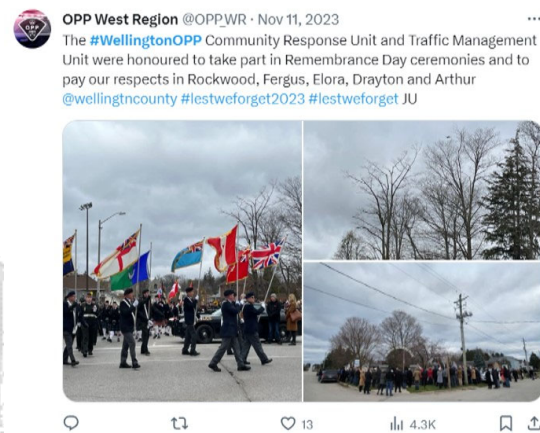 OPP West Region @OPP_WR · Nov 11, 2023
The #WellingtonOPP Community Response Unit and Traffic Management
Unit were honoured to take part in Remembrance Day ceremonies and to
pay our respects in Rockwood, Fergus, Elora, Drayton and Arthur
@wellingtncounty #lestweforget2023 #lestweforget JU
13
4.3K
OPP